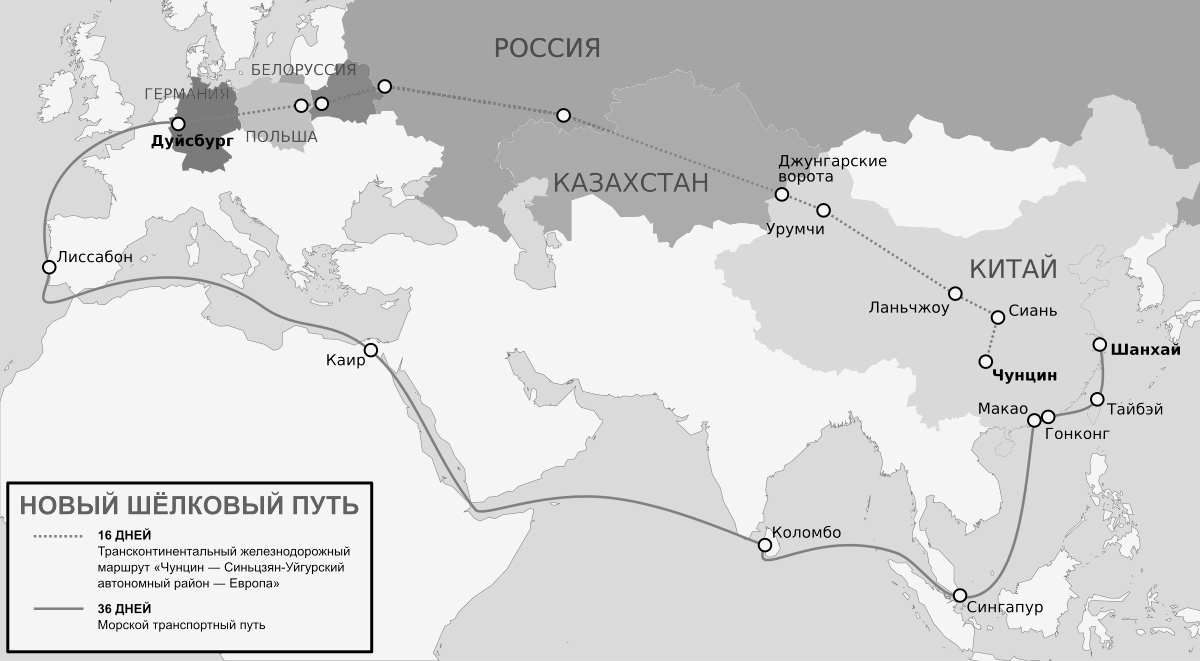 РОССИЯ
БЕЛОРУССИЯ
ГЕРМАНИЯ
ПОЛЬША
Дуйсбург
Джунгарские
ворота
КАЗАХСТАН
Урумчи
Лиссабон
КИТАЙ
Ланьчжоу
Сиань
Каир
Шанхай
Чунцин
Макао
Тайбэй
Гонконг
Коломбо
Сингапур
НОВЫЙ ШЁЛКОВЫЙ ПУТЬ
16 ДНЕЙ
Трансконтинентальный железнодорожный
маршрут «Чунцин — Синьцзян-Уйгурский
автономный район — Европа»
36 ДНЕЙ
Морской транспортный путь